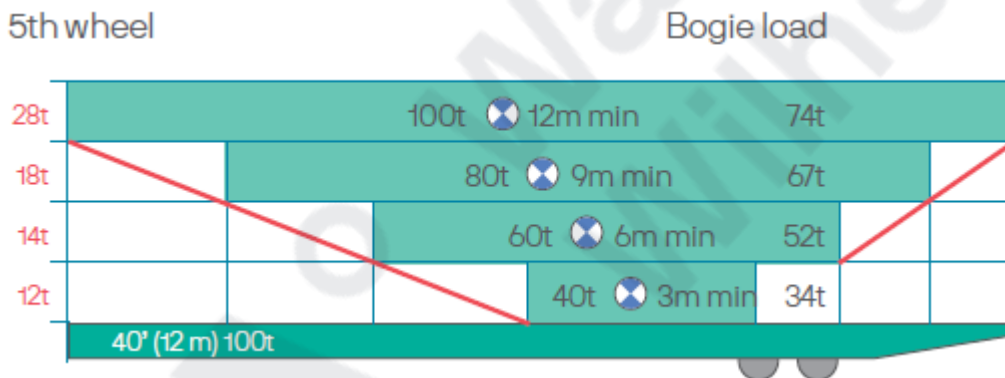 5th wheel Bogie load
28t 100t 12m min 74t
18t 80t 9m min 67t
14t 60t 6m min 52t
12t 40t 3m min 34t
40' (12 m) 100t